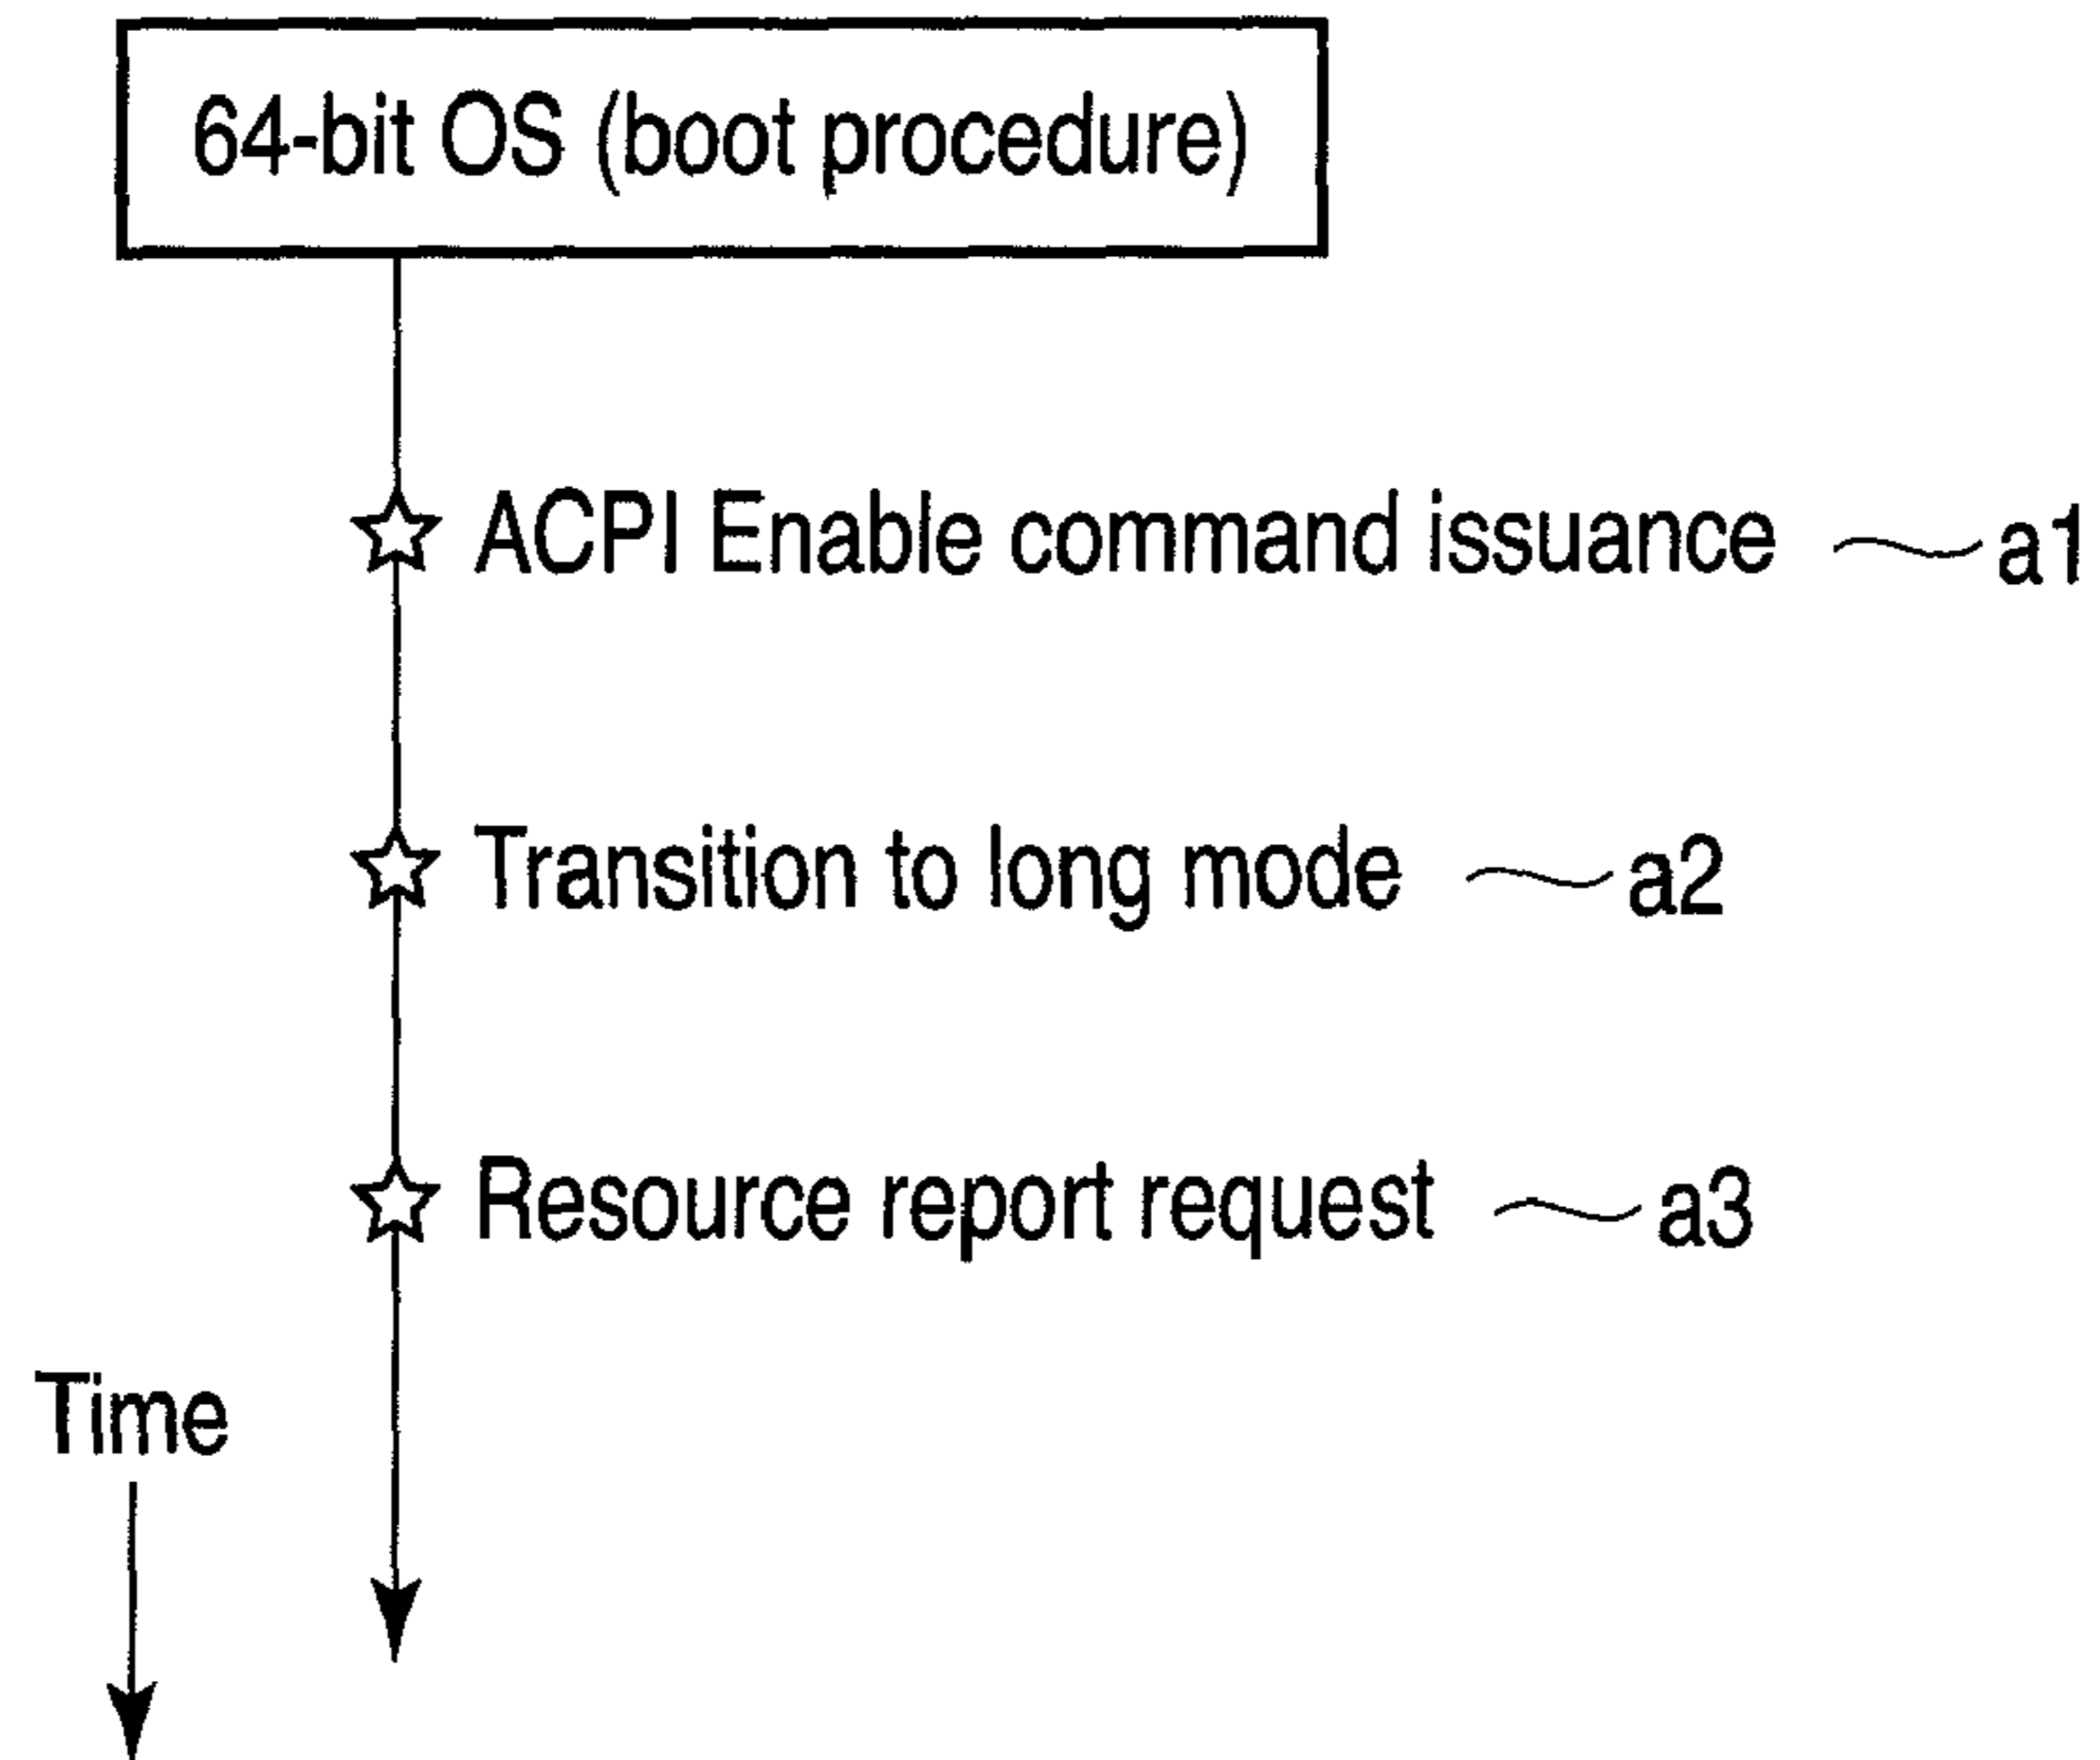 64-bit OS (boot procedure)
ACPI Enable command issuance a1
Transition to long mode a2
Resource report request a3
Time